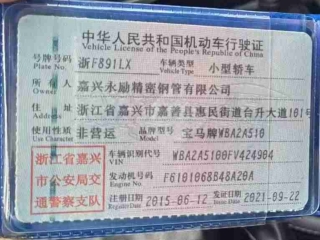 中华人民共和国机动车行驶证
Vehicle License of the People's Republic of China
号牌号码 浙F891LX 车辆类型 小型轿车
Plate No. Vehicle Type
所有人 嘉兴永励精密钢管有限公司
Owner
住址 浙江省嘉兴市嘉善县惠民街道台升大道101号
Address
使用性质 非营运 品牌型号 宝马牌WBA2A510
Use Character Model
浙江省嘉兴
市公安局交
通警察支队
车辆识别代号 WBA2A5100FV424904
VIN
发动机号码 F6101068B48A20A
Engine No.
注册日期 2015-06-12 发证日期 2021-09-22
Register Date Issue Date